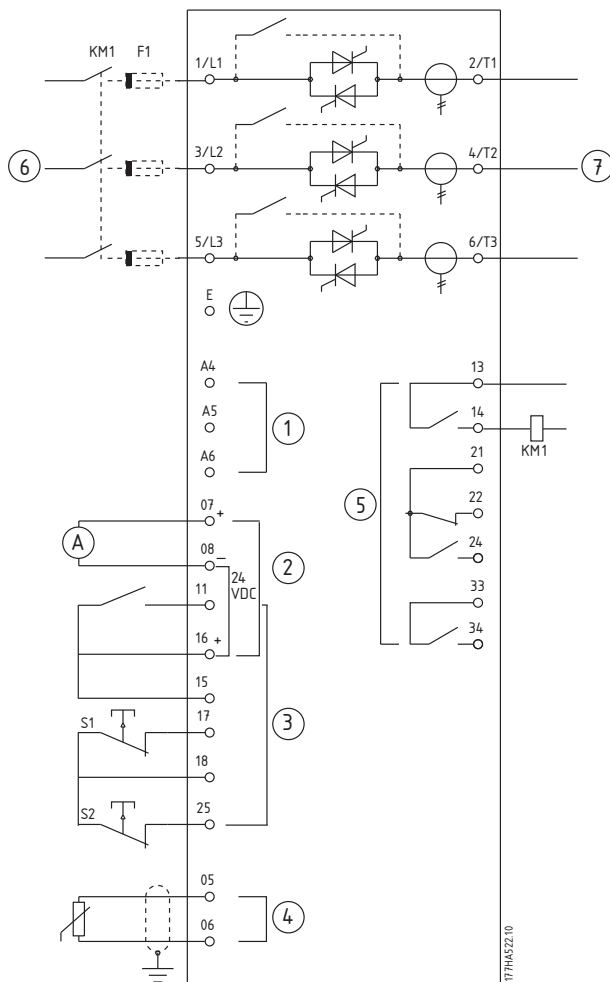 KM1 F1 1/L1 2/T1
6 3/L2 4/T2 7
5/L3 6/T3
E
A4 13
A5 1 14
A6 KM1
21
07 + 5 22
A 08 – 2 24
24 VDC
11 33
16 + 34
15
S1 17 3
18
S2 25
05
06 4
177HA522.10